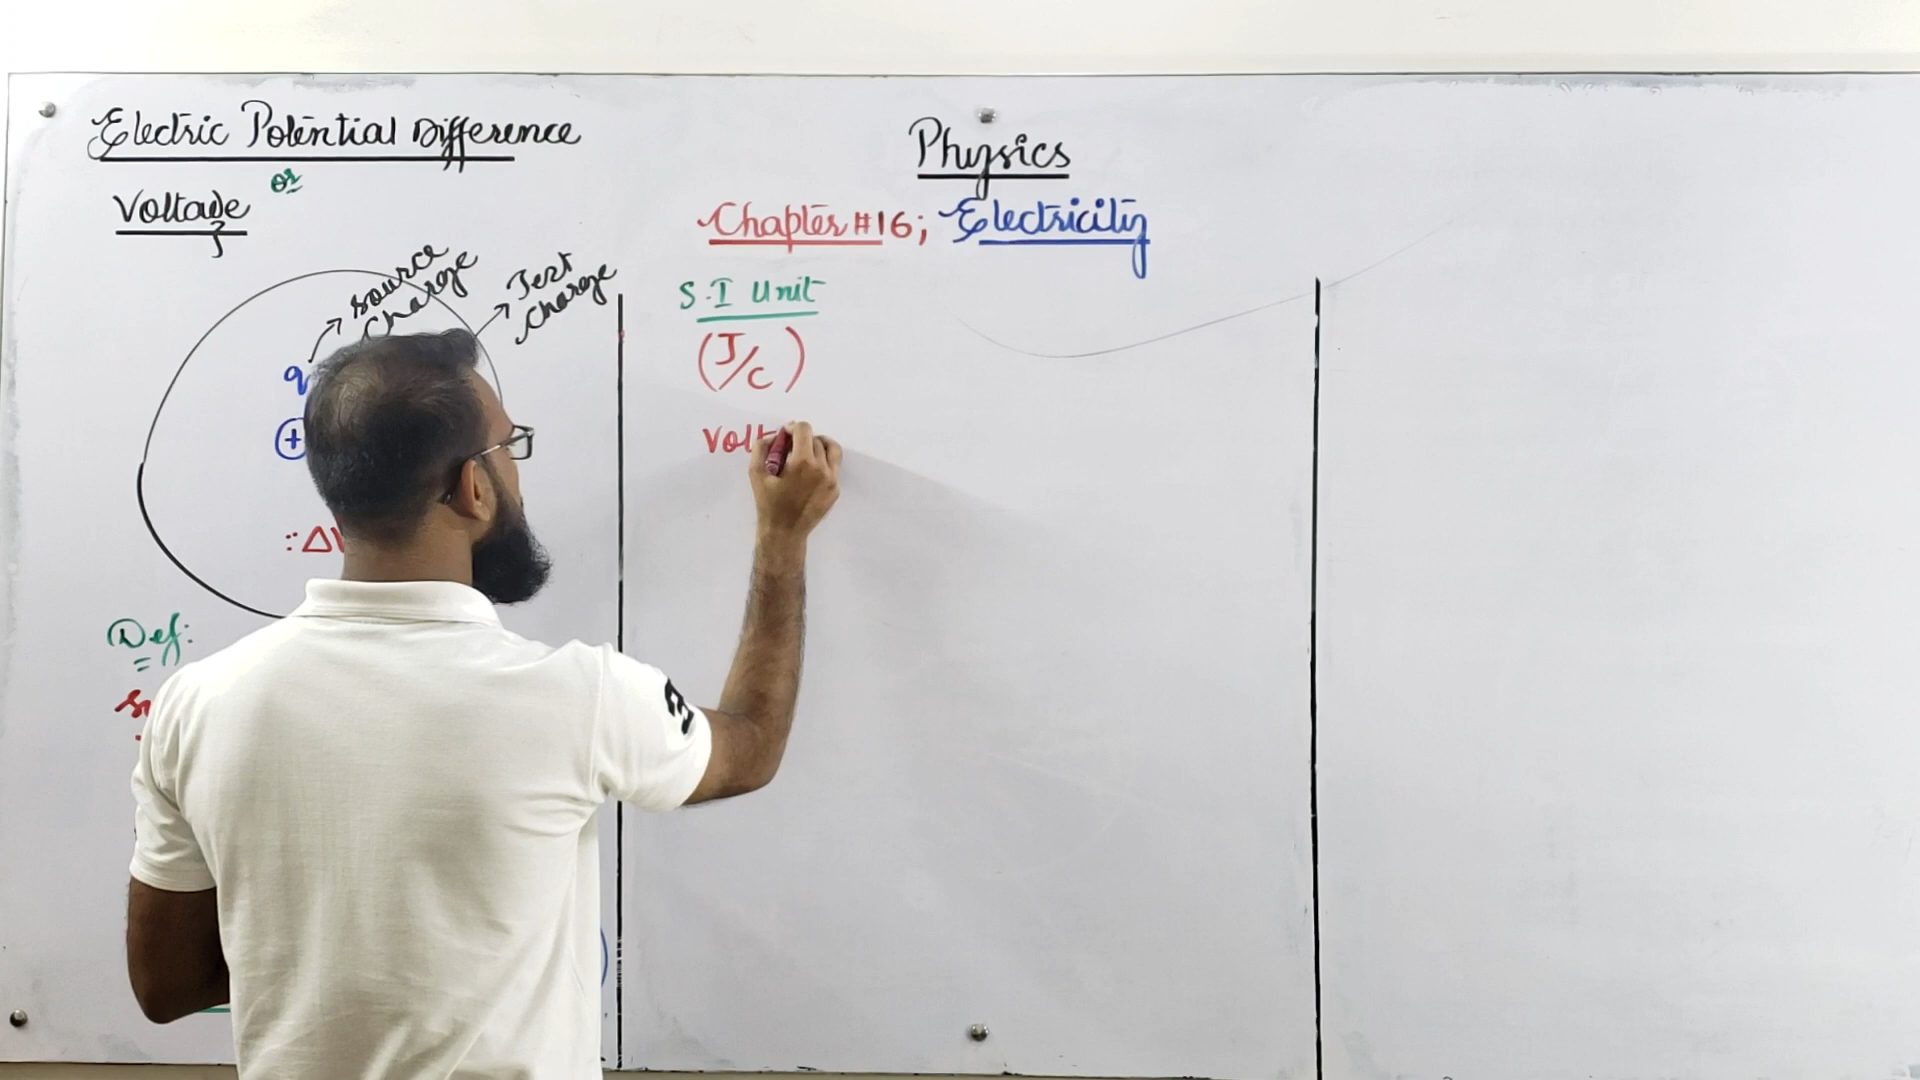 Electric Potential Difference
or
Voltage
source
charge
Test
charge
q
+
∴ΔV
Def:
Physics
Chapter #16; Electricity
S.I Unit
(J/C)
Volt